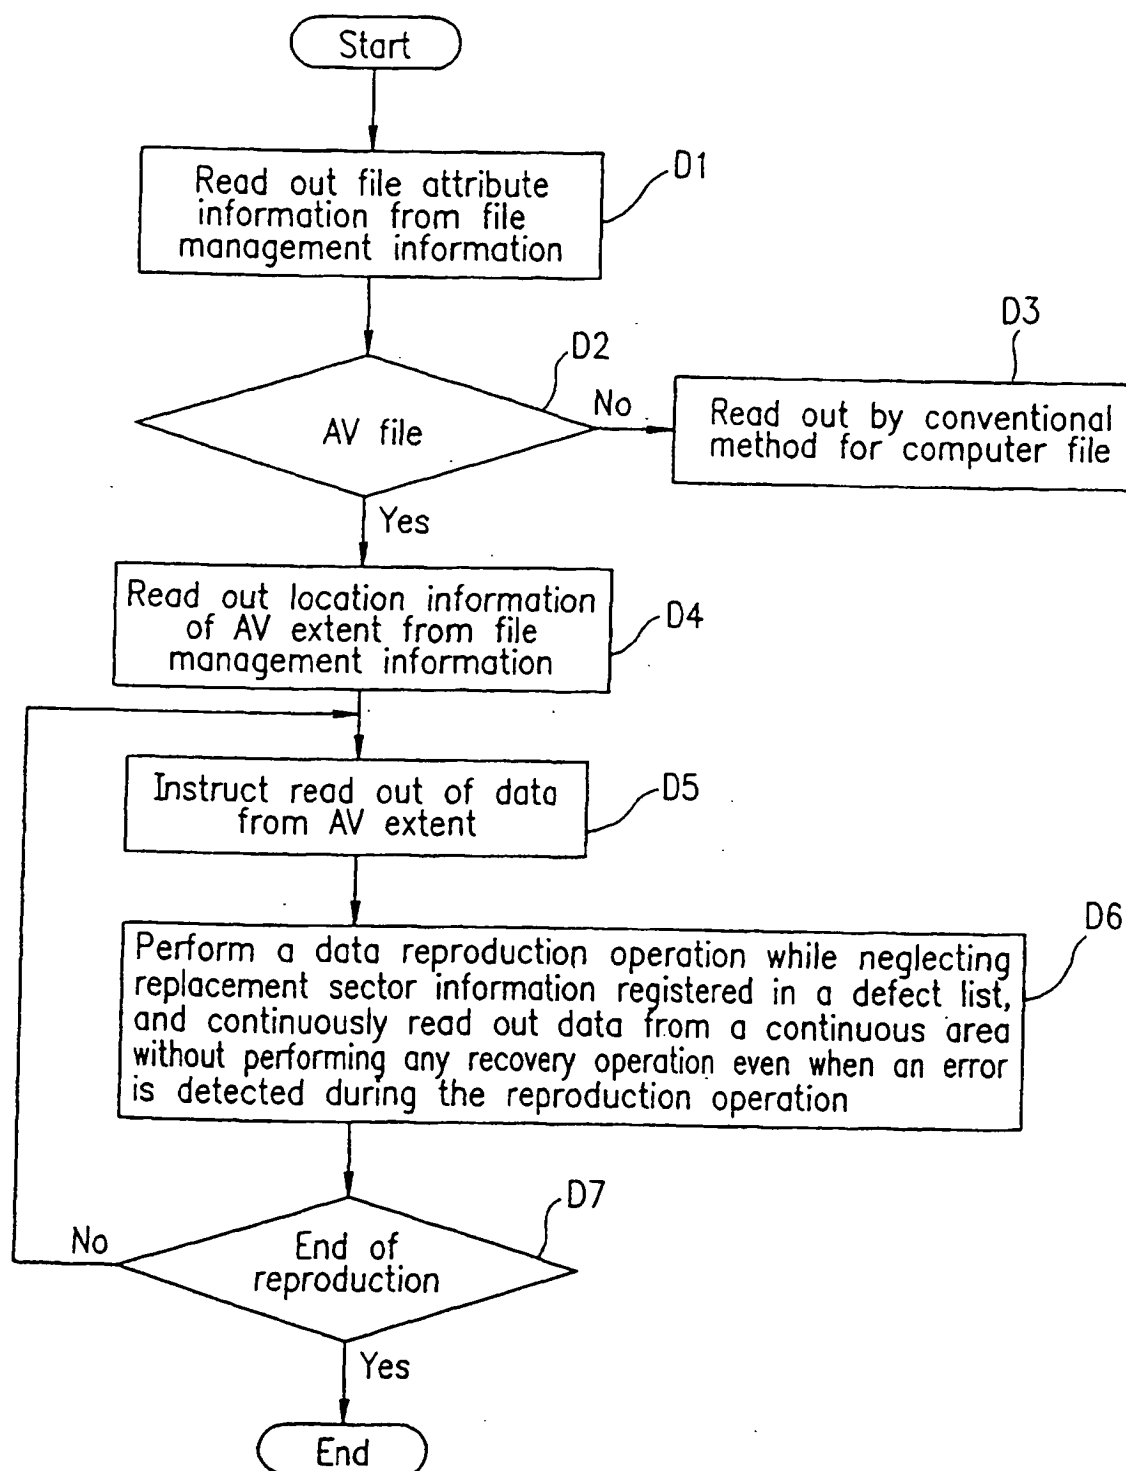 Start
Read out file attribute
information from file
management information
D1
D2
AV file
No
D3
Read out by conventional
method for computer file
Yes
Read out location information
of AV extent from file
management information
D4
Instruct read out of data
from AV extent
D5
D6
Perform a data reproduction operation while neglecting
replacement sector information registered in a defect list,
and continuously read out data from a continuous area
without performing any recovery operation even when an error
is detected during the reproduction operation
D7
No
End of
reproduction
Yes
End